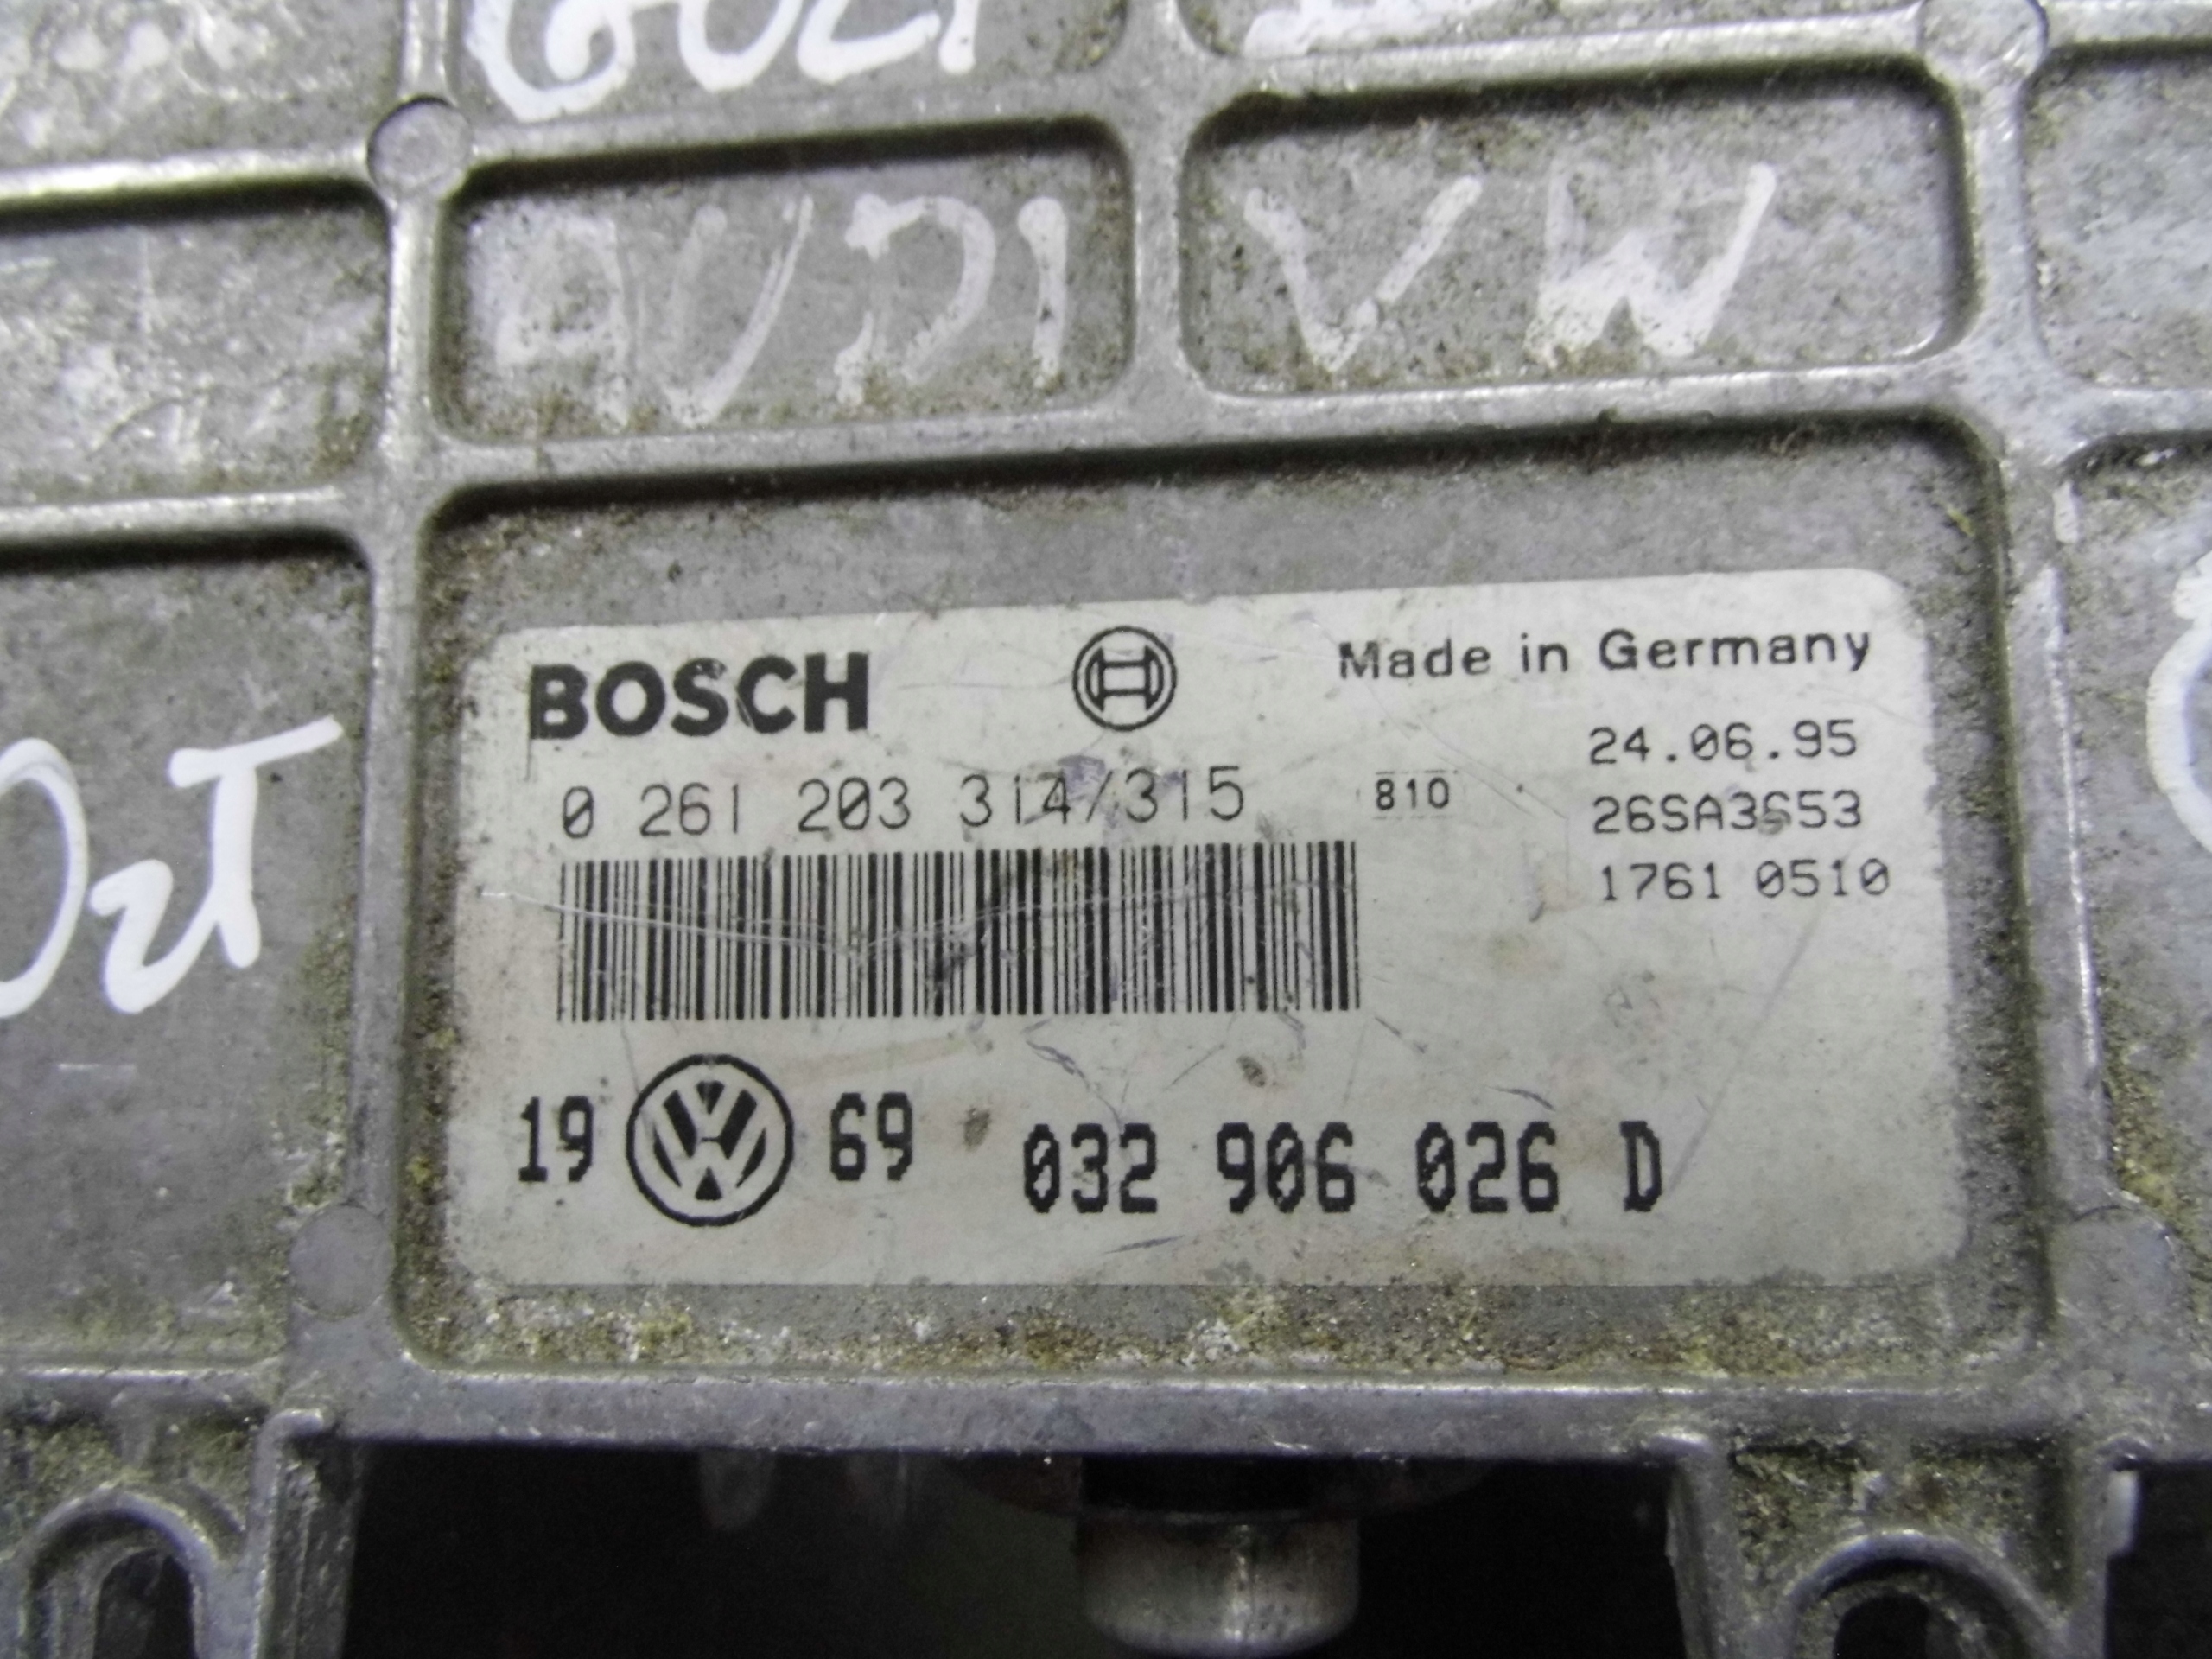 GOLF
AUDI VW
BOSCH
Made in Germany
24.06.95
0 261 203 314/315
810
26SA3653
1761 0510
19 69 032 906 026 D